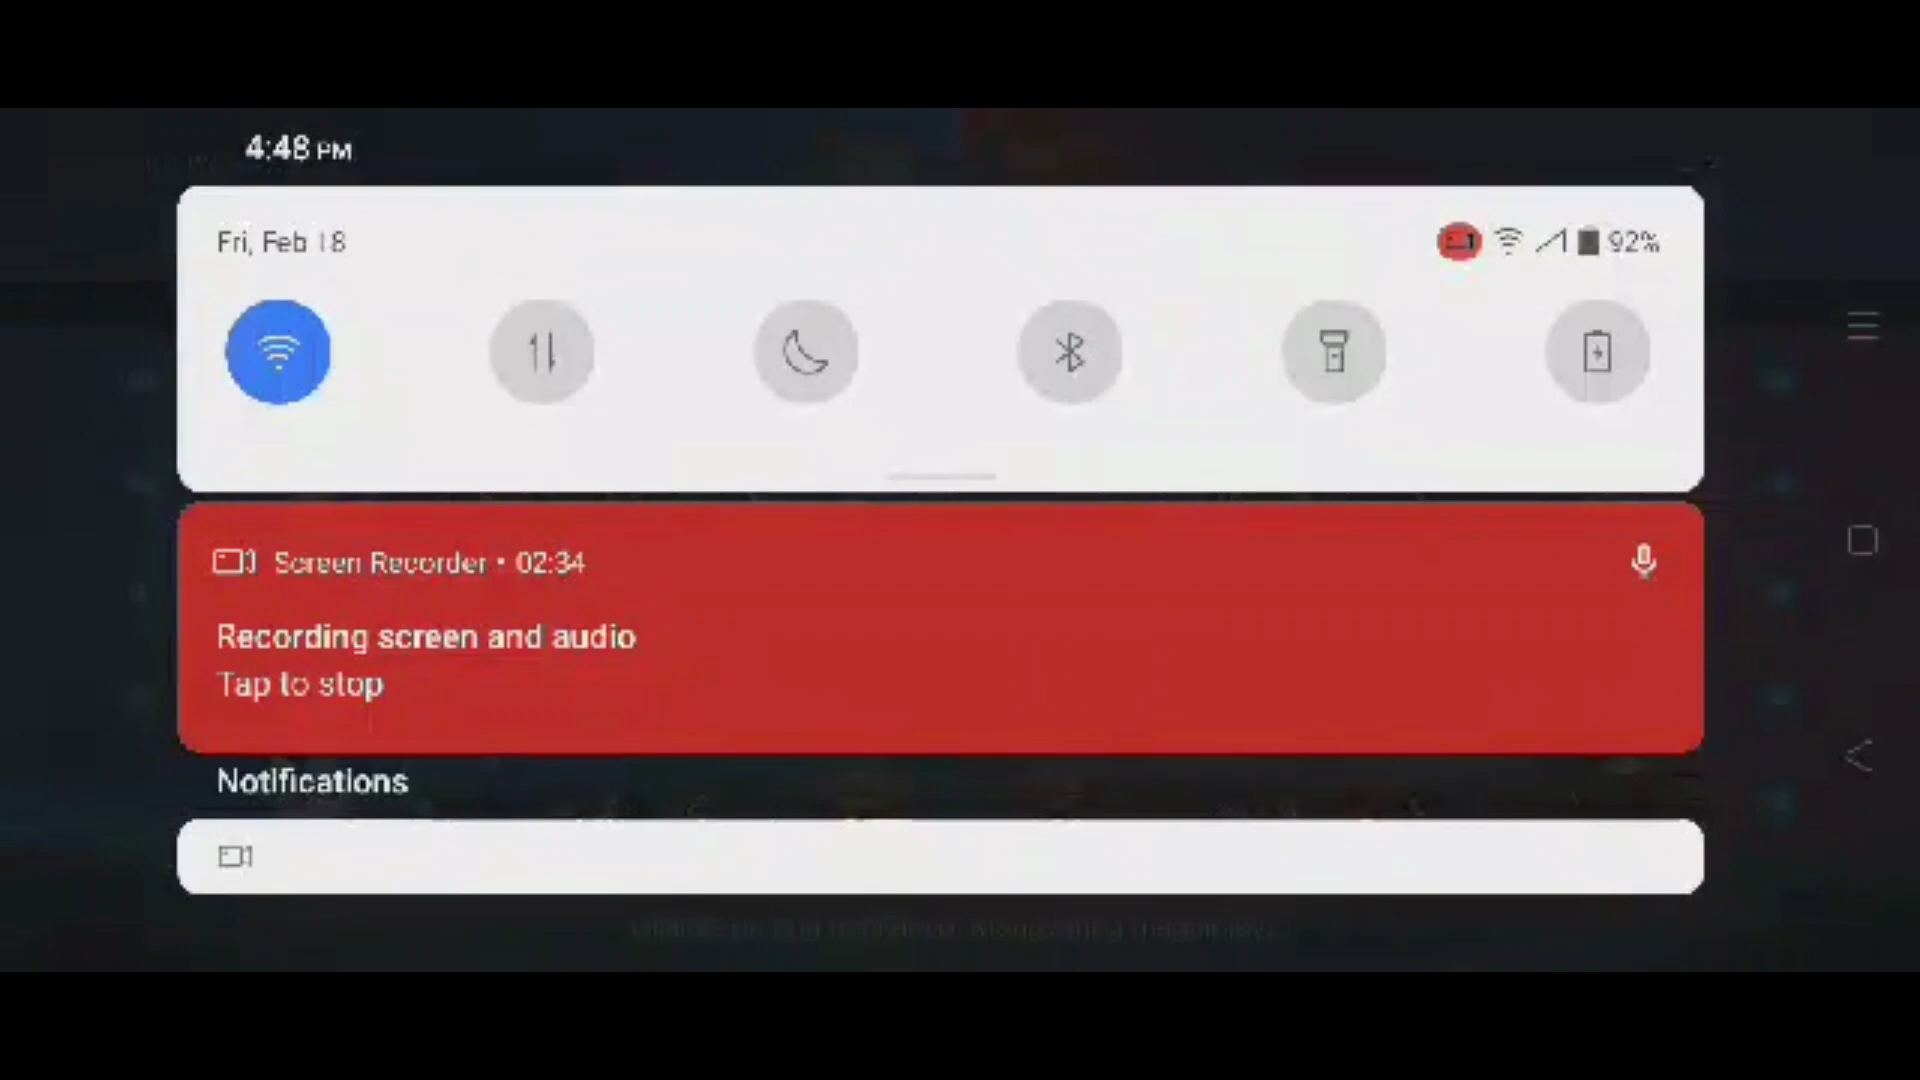 4:48 PM
Fri, Feb 18
92%
Screen Recorder • 02:34
Recording screen and audio
Tap to stop
Notifications